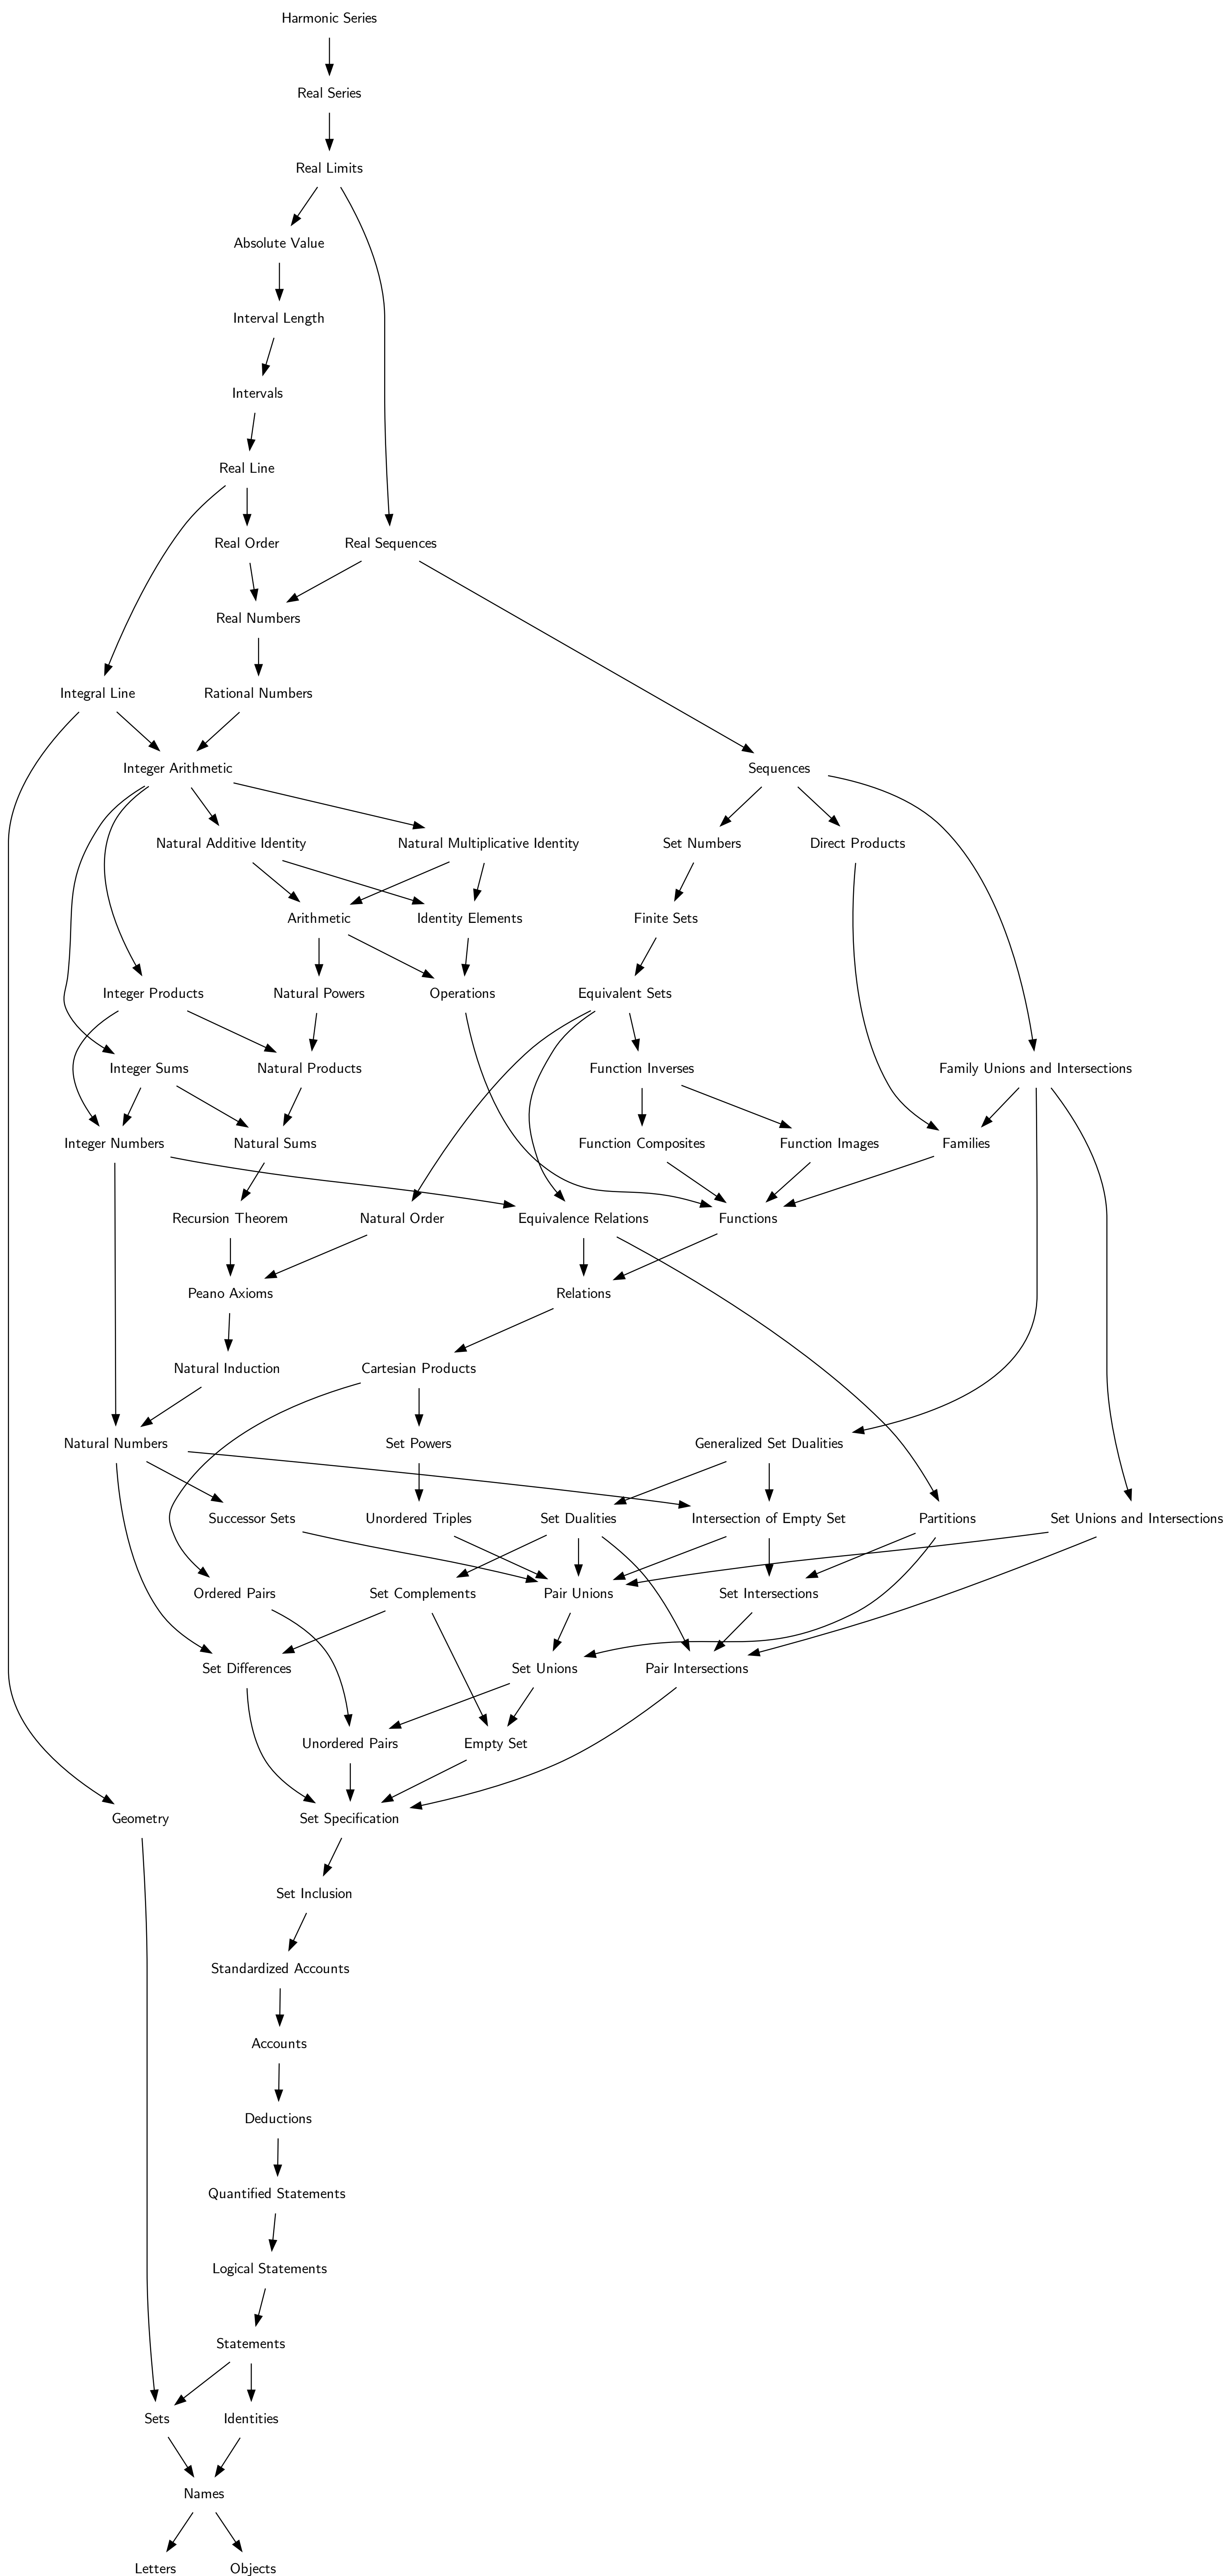 Harmonic Series
Real Series
Real Limits
Absolute Value
Interval Length
Intervals
Real Line
Real Order
Real Sequences
Real Numbers
Integral Line
Rational Numbers
Integer Arithmetic
Sequences
Natural Additive Identity
Natural Multiplicative Identity
Set Numbers
Direct Products
Arithmetic
Identity Elements
Finite Sets
Integer Products
Natural Powers
Operations
Equivalent Sets
Integer Sums
Natural Products
Function Inverses
Family Unions and Intersections
Integer Numbers
Natural Sums
Function Composites
Function Images
Families
Recursion Theorem
Natural Order
Equivalence Relations
Functions
Peano Axioms
Relations
Natural Induction
Cartesian Products
Natural Numbers
Set Powers
Generalized Set Dualities
Successor Sets
Unordered Triples
Set Dualities
Intersection of Empty Set
Partitions
Set Unions and Intersections
Ordered Pairs
Set Complements
Pair Unions
Set Intersections
Set Differences
Set Unions
Pair Intersections
Unordered Pairs
Empty Set
Geometry
Set Specification
Set Inclusion
Standardized Accounts
Accounts
Deductions
Quantified Statements
Logical Statements
Statements
Sets
Identities
Names
Letters
Objects